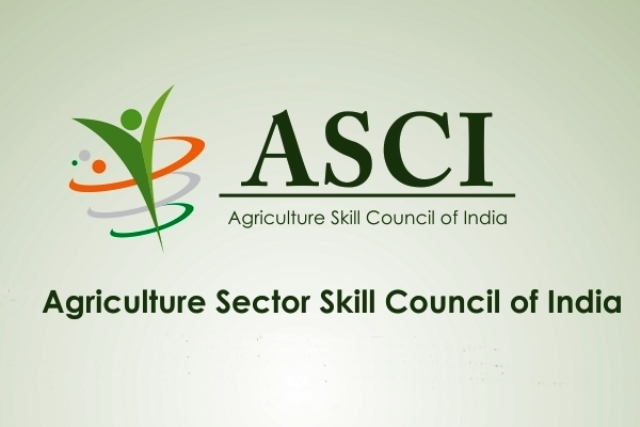 ASCI
Agriculture Skill Council of India
Agriculture Sector Skill Council of India